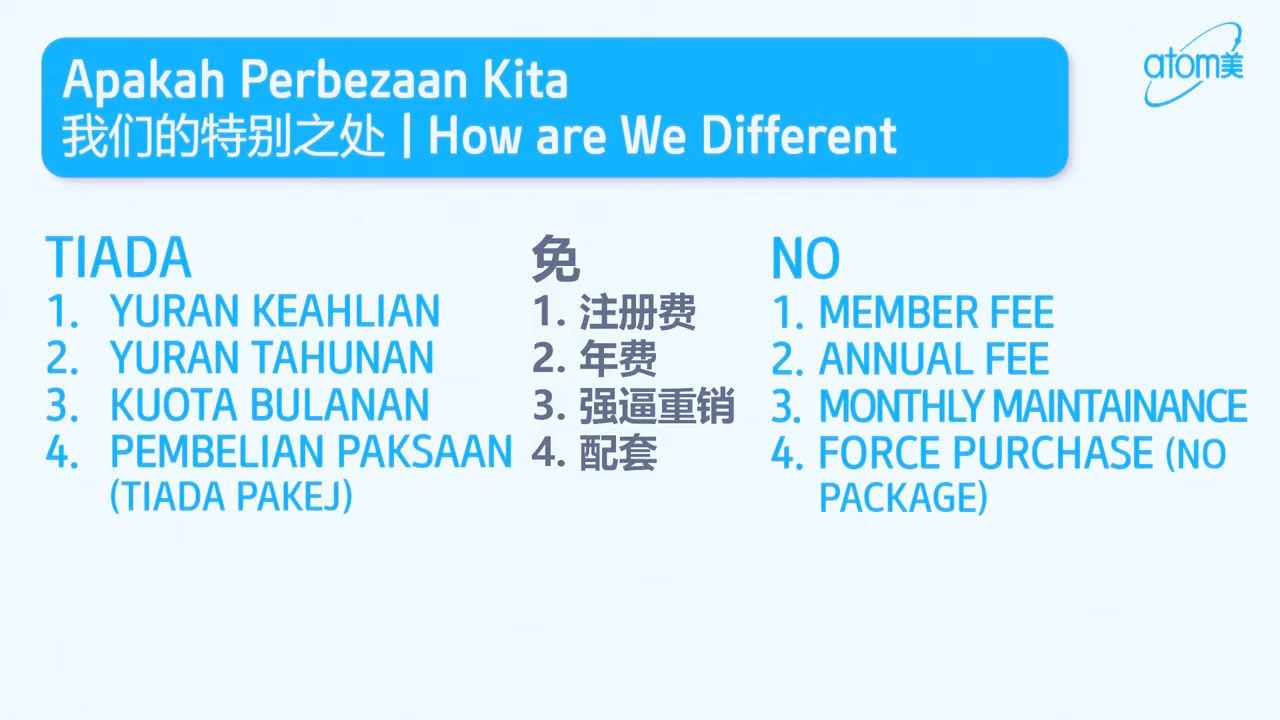 Apakah Perbezaan Kita
我们的特别之处 | How are We Different
atom美
TIADA
1. YURAN KEAHLIAN
2. YURAN TAHUNAN
3. KUOTA BULANAN
4. PEMBELIAN PAKSAAN
(TIADA PAKEJ)
免
1. 注册费
2. 年费
3. 强逼重销
4. 配套
NO
1. MEMBER FEE
2. ANNUAL FEE
3. MONTHLY MAINTAINANCE
4. FORCE PURCHASE (NO
PACKAGE)